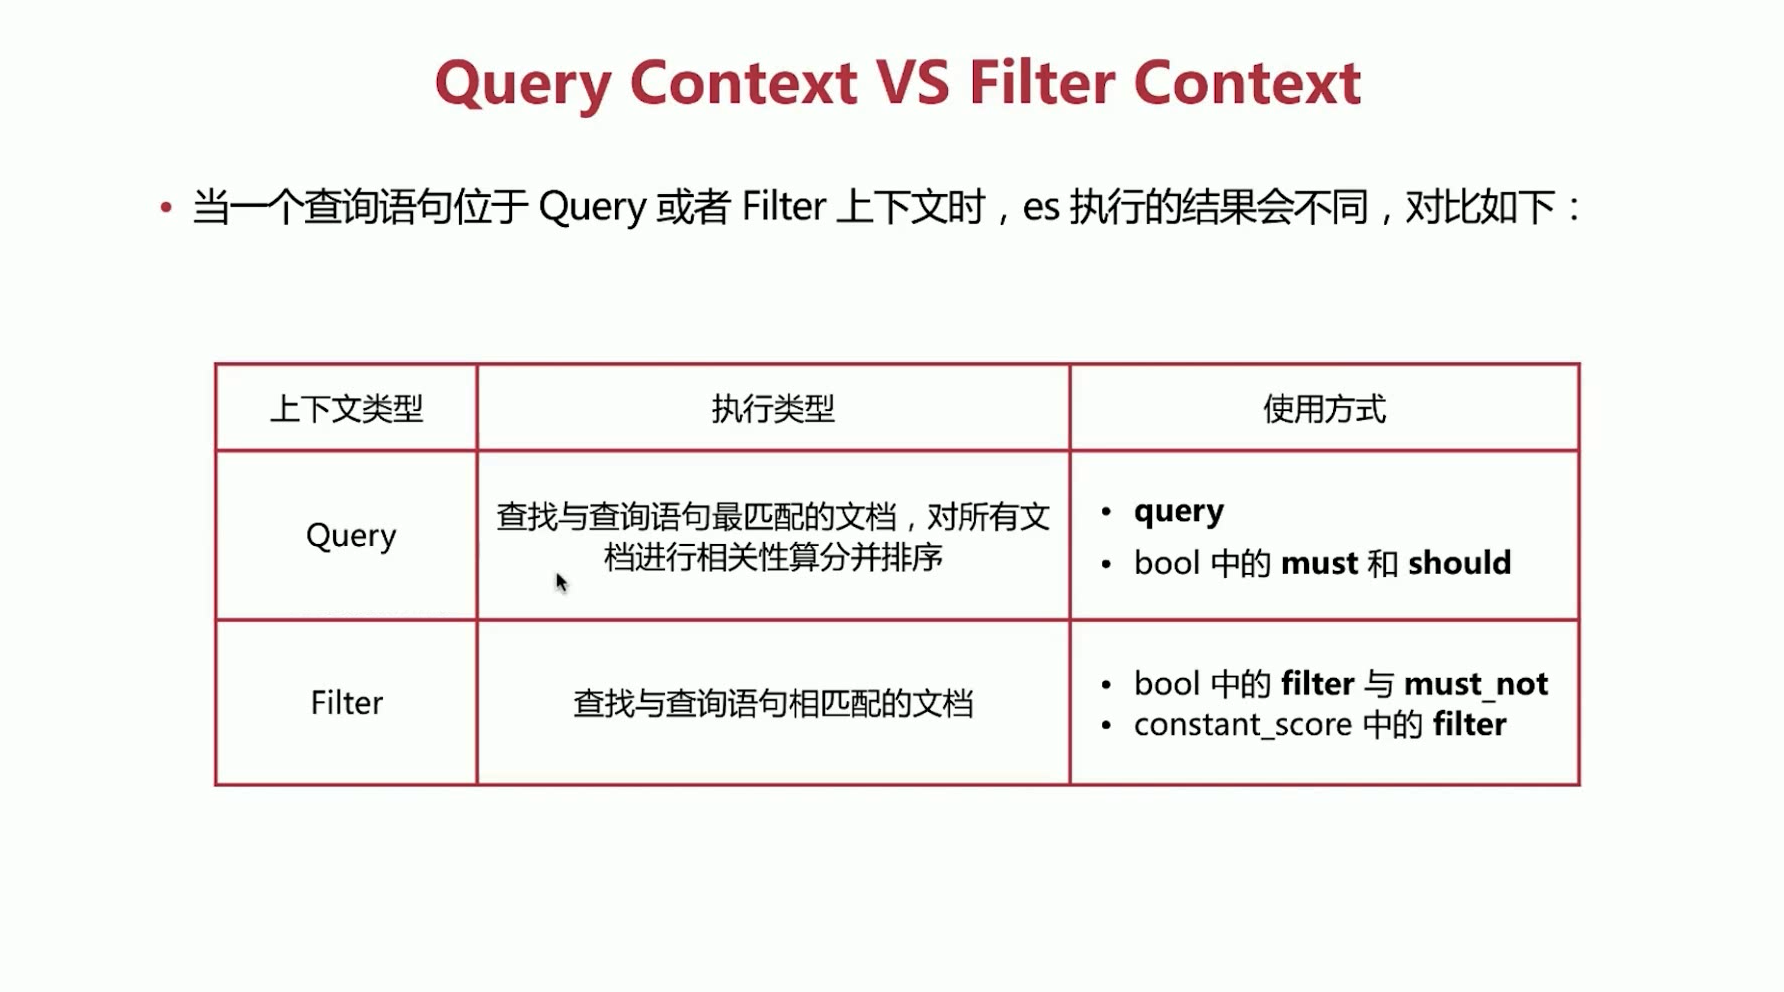 Query Context VS Filter Context
• 当一个查询语句位于 Query 或者 Filter 上下文时，es 执行的结果会不同，对比如下：
上下文类型
执行类型
使用方式
Query
查找与查询语句最匹配的文档，对所有文
档进行相关性算分并排序
• query
• bool 中的 must 和 should
Filter
查找与查询语句相匹配的文档
• bool 中的 filter 与 must_not
• constant_score 中的 filter